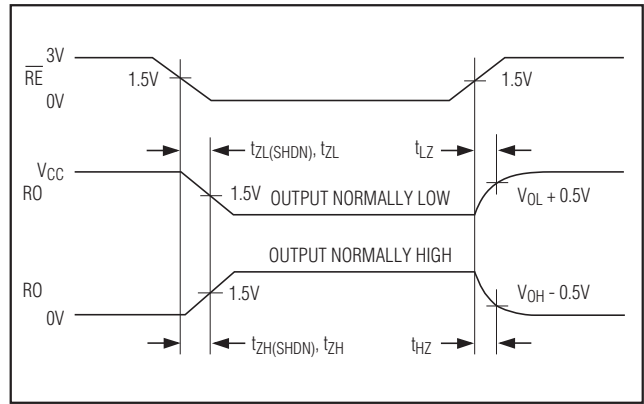 3V
RE
1.5V
1.5V
0V
tZL(SHDN), tZL
tLZ
VCC
RO
1.5V
OUTPUT NORMALLY LOW
VOL + 0.5V
OUTPUT NORMALLY HIGH
RO
1.5V
VOH - 0.5V
0V
tZH(SHDN), tZH
tHZ